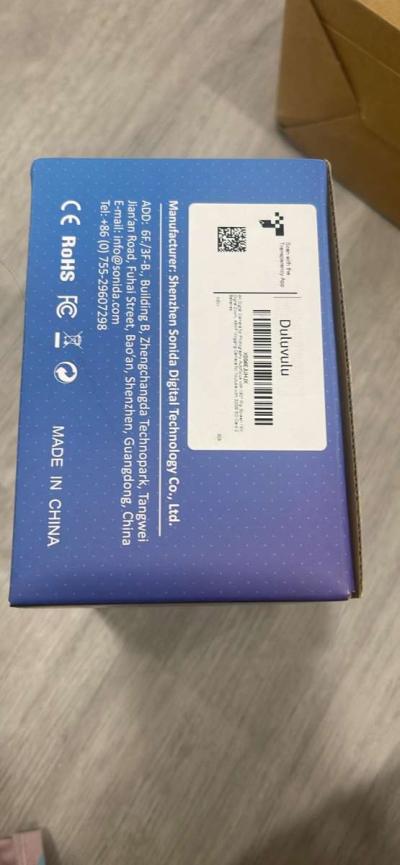 Scan with the
Transparency App
Duluvulu
Manufacturer: Shenzhen Sonida Digital Technology Co., Ltd.
ADD: 6F/3F-B, Building B, Zhengchangda Technopark, Tangwei
Jian'an Road, Fuhai Street, Bao'an, Shenzhen, Guangdong, China
E-mail: info@sonida.com
Tel: +86 (0) 755-29607298
CE RoHS FC
MADE IN CHINA